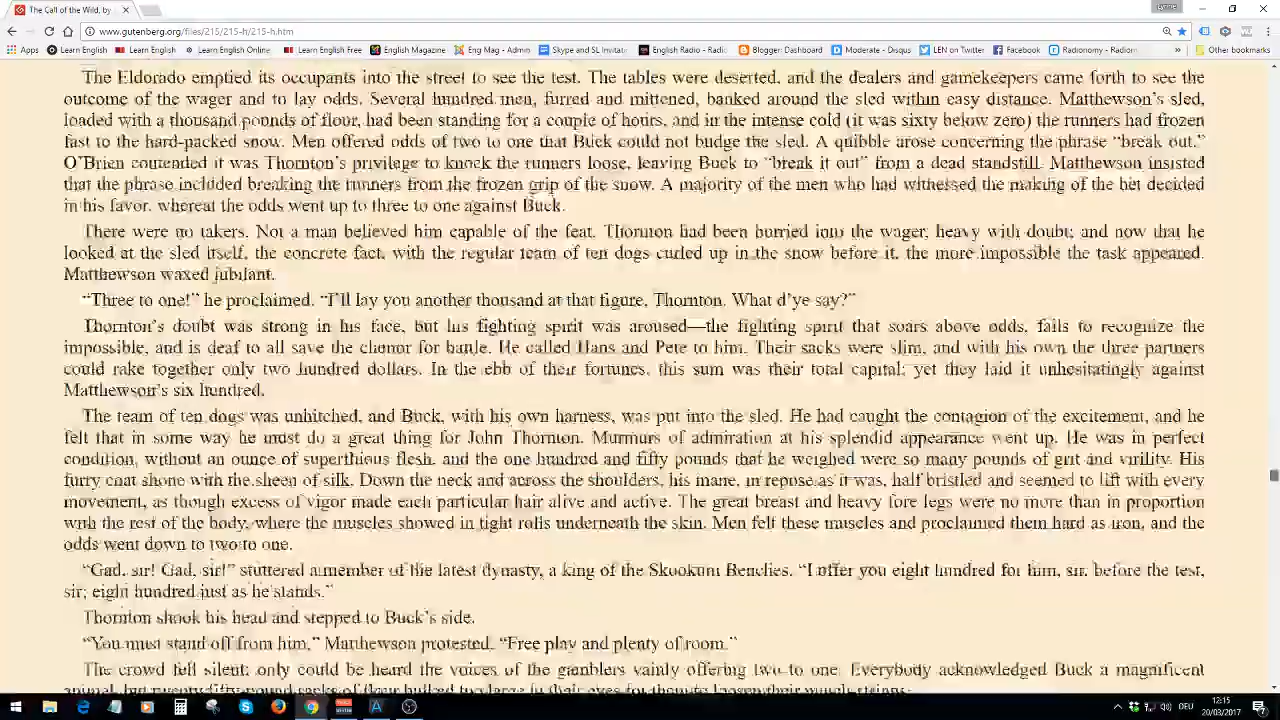 The Call of the Wild, by
www.gutenberg.org/files/215/215-h/215-h.htm
Apps Learn English Learn English Learn English Online Learn English Free English Magazine Eng Mag - Admin Skype and SL Invitati English Radio - Radio Blogger: Dashboard Moderate - Disqus LEN on Twitter Facebook Radionomy - Radiom » Other bookmarks
The Eldorado emptied its occupants into the street to see the test. The tables were deserted, and the dealers and gamekeepers came forth to see the
outcome of the wager and to lay odds. Several hundred men, furred and mittened, banked around the sled within easy distance. Matthewson's sled,
loaded with a thousand pounds of flour, had been standing for a couple of hours, and in the intense cold (it was sixty below zero) the runners had frozen
fast to the hard-packed snow. Men offered odds of two to one that Buck could not budge the sled. A quibble arose concerning the phrase “break out.”
O’Brien contended it was Thornton’s privilege to knock the runners loose, leaving Buck to “break it out” from a dead standstill. Matthewson insisted
that the phrase included breaking the runners from the frozen grip of the snow. A majority of the men who had witnessed the making of the bet decided
in his favor, whereat the odds went up to three to one against Buck.
There were no takers. Not a man believed him capable of the feat. Thornton had been hurried into the wager, heavy with doubt; and now that he
looked at the sled itself, the concrete fact, with the regular team of ten dogs curled up in the snow before it, the more impossible the task appeared.
Matthewson waxed jubilant.
“Three to one!” he proclaimed. “I’ll lay you another thousand at that figure, Thornton. What d’ye say?”
Thornton’s doubt was strong in his face, but his fighting spirit was aroused—the fighting spirit that soars above odds, fails to recognize the
impossible, and is deaf to all save the clamor for battle. He called Hans and Pete to him. Their sacks were slim, and with his own the three partners
could rake together only two hundred dollars. In the ebb of their fortunes, this sum was their total capital; yet they laid it unhesitatingly against
Matthewson’s six hundred.
The team of ten dogs was unhitched, and Buck, with his own harness, was put into the sled. He had caught the contagion of the excitement, and he
felt that in some way he must do a great thing for John Thornton. Murmurs of admiration at his splendid appearance went up. He was in perfect
condition, without an ounce of superfluous flesh, and the one hundred and fifty pounds that he weighed were so many pounds of grit and virility. His
furry coat shone with the sheen of silk. Down the neck and across the shoulders, his mane, in repose as it was, half bristled and seemed to lift with every
movement, as though excess of vigor made each particular hair alive and active. The great breast and heavy fore legs were no more than in proportion
with the rest of the body, where the muscles showed in tight rolls underneath the skin. Men felt these muscles and proclaimed them hard as iron, and the
odds went down to two to one.
“Gad, sir! Gad, sir!” stuttered a member of the latest dynasty, a king of the Skookum Benches. “I offer you eight hundred for him, sir, before the test,
sir; eight hundred just as he stands.”
Thornton shook his head and stepped to Buck’s side.
“You must stand off from him,” Matthewson protested. “Free play and plenty of room.”
The crowd fell silent; only could be heard the voices of the gamblers vainly offering two to one. Everybody acknowledged Buck a magnificent
animal, but twenty fifty-pound sacks of flour bulked too large in their eyes for them to loosen their pouch-strings.
DEU
12:15
20/03/2017